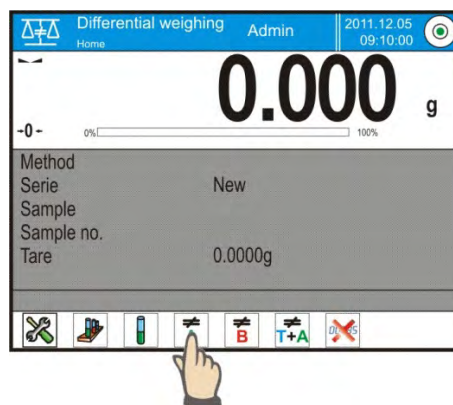 Differential weighing
Home
Admin
2011.12.05
09:10:00
0.000 g
→0←
0%
100%
Method
Serie New
Sample
Sample no.
Tare 0.0000g
B
T+A